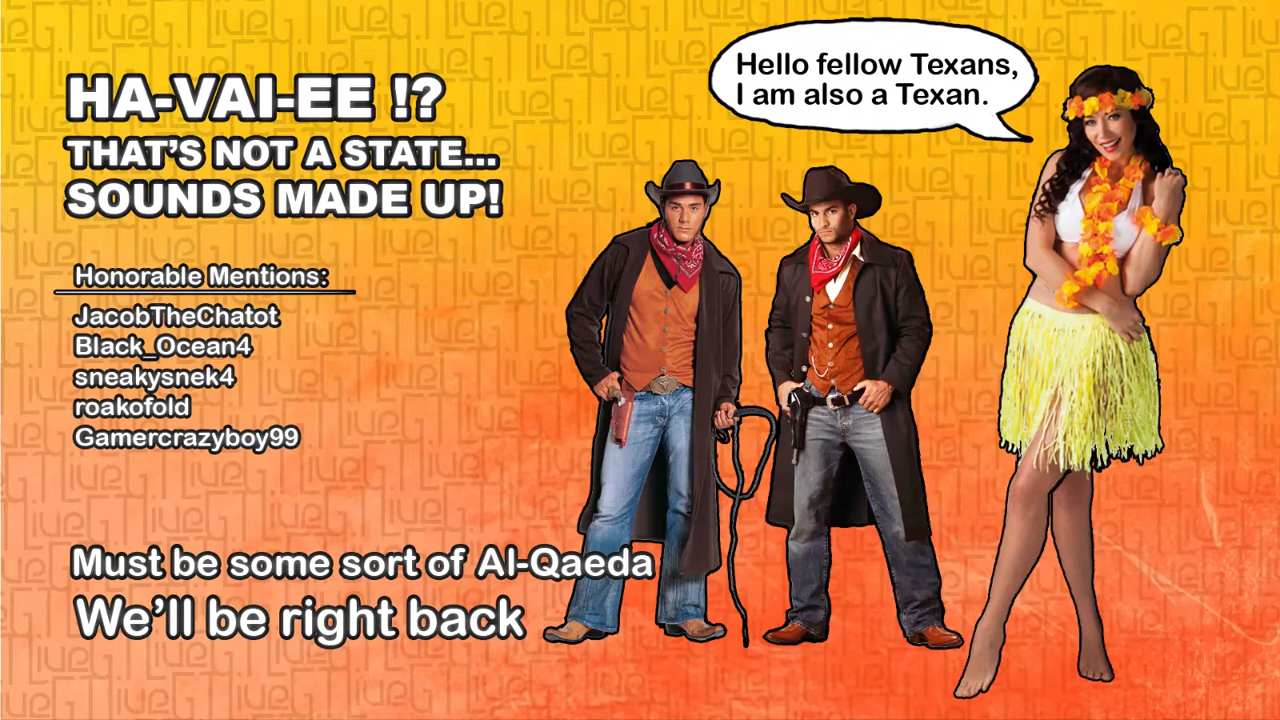 HA-VAI-EE !?
THAT'S NOT A STATE...
SOUNDS MADE UP!
Hello fellow Texans,
I am also a Texan.
Honorable Mentions:
JacobTheChatot
Black_Ocean4
sneakysnek4
roakofold
Gamercrazyboy99
Must be some sort of Al-Qaeda
We'll be right back